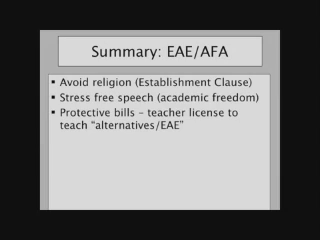 Summary: EAE/AFA
▪ Avoid religion (Establishment Clause)
▪ Stress free speech (academic freedom)
▪ Protective bills – teacher license to
teach “alternatives/EAE”